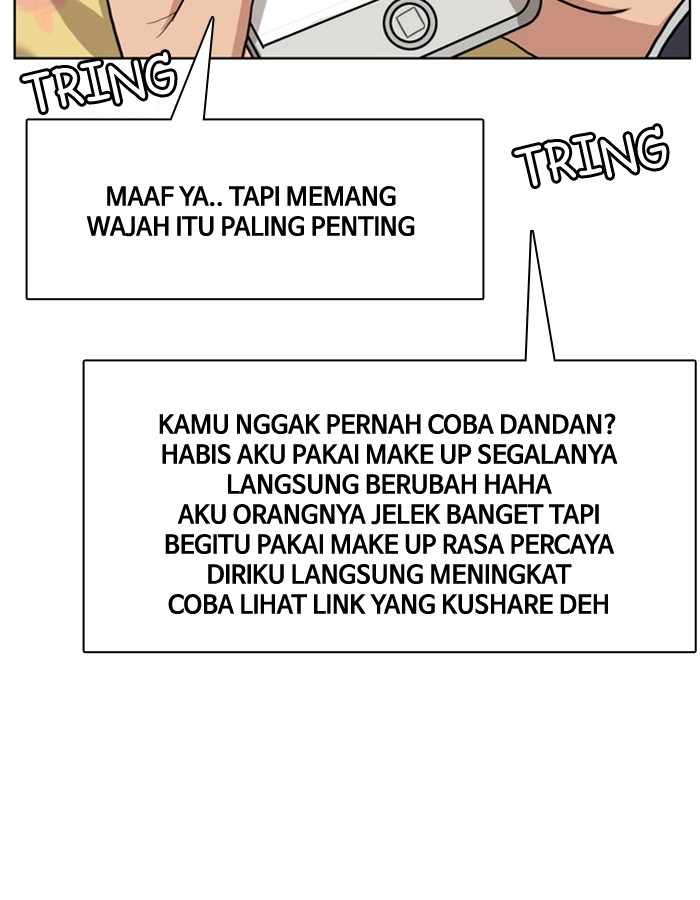 TRING
MAAF YA.. TAPI MEMANG
WAJAH ITU PALING PENTING
TRING
KAMU NGGAK PERNAH COBA DANDAN?
HABIS AKU PAKAI MAKE UP SEGALANYA
LANGSUNG BERUBAH HAHA
AKU ORANGNYA JELEK BANGET TAPI
BEGITU PAKAI MAKE UP RASA PERCAYA
DIRIKU LANGSUNG MENINGKAT
COBA LIHAT LINK YANG KUSHARE DEH